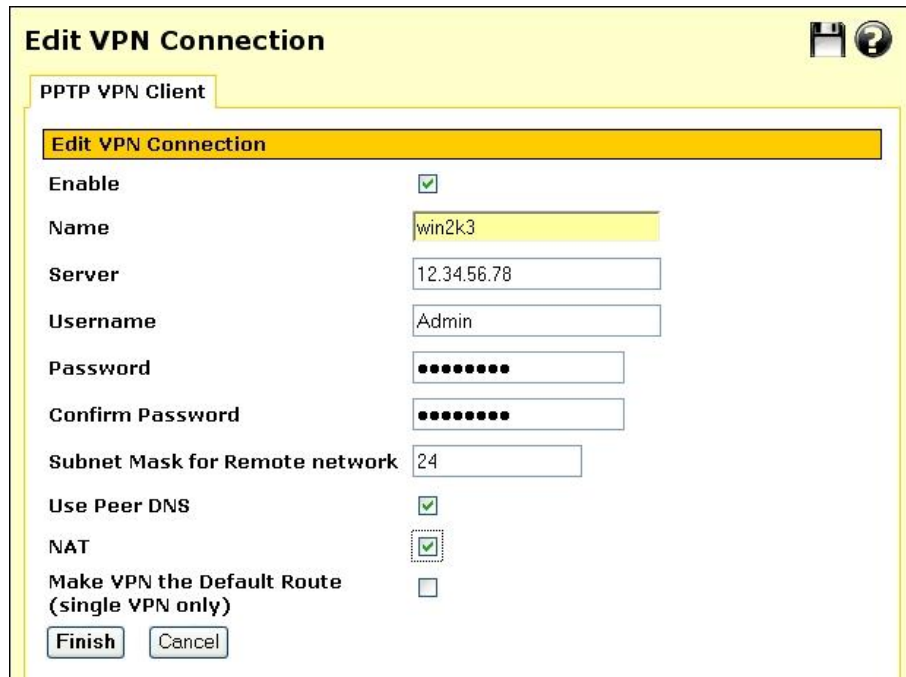 Edit VPN Connection
?
PPTP VPN Client
Edit VPN Connection
Enable
Name win2k3
Server 12.34.56.78
Username Admin
Password ●●●●●●●●
Confirm Password ●●●●●●●●
Subnet Mask for Remote network 24
Use Peer DNS
NAT
Make VPN the Default Route
(single VPN only)
Finish Cancel